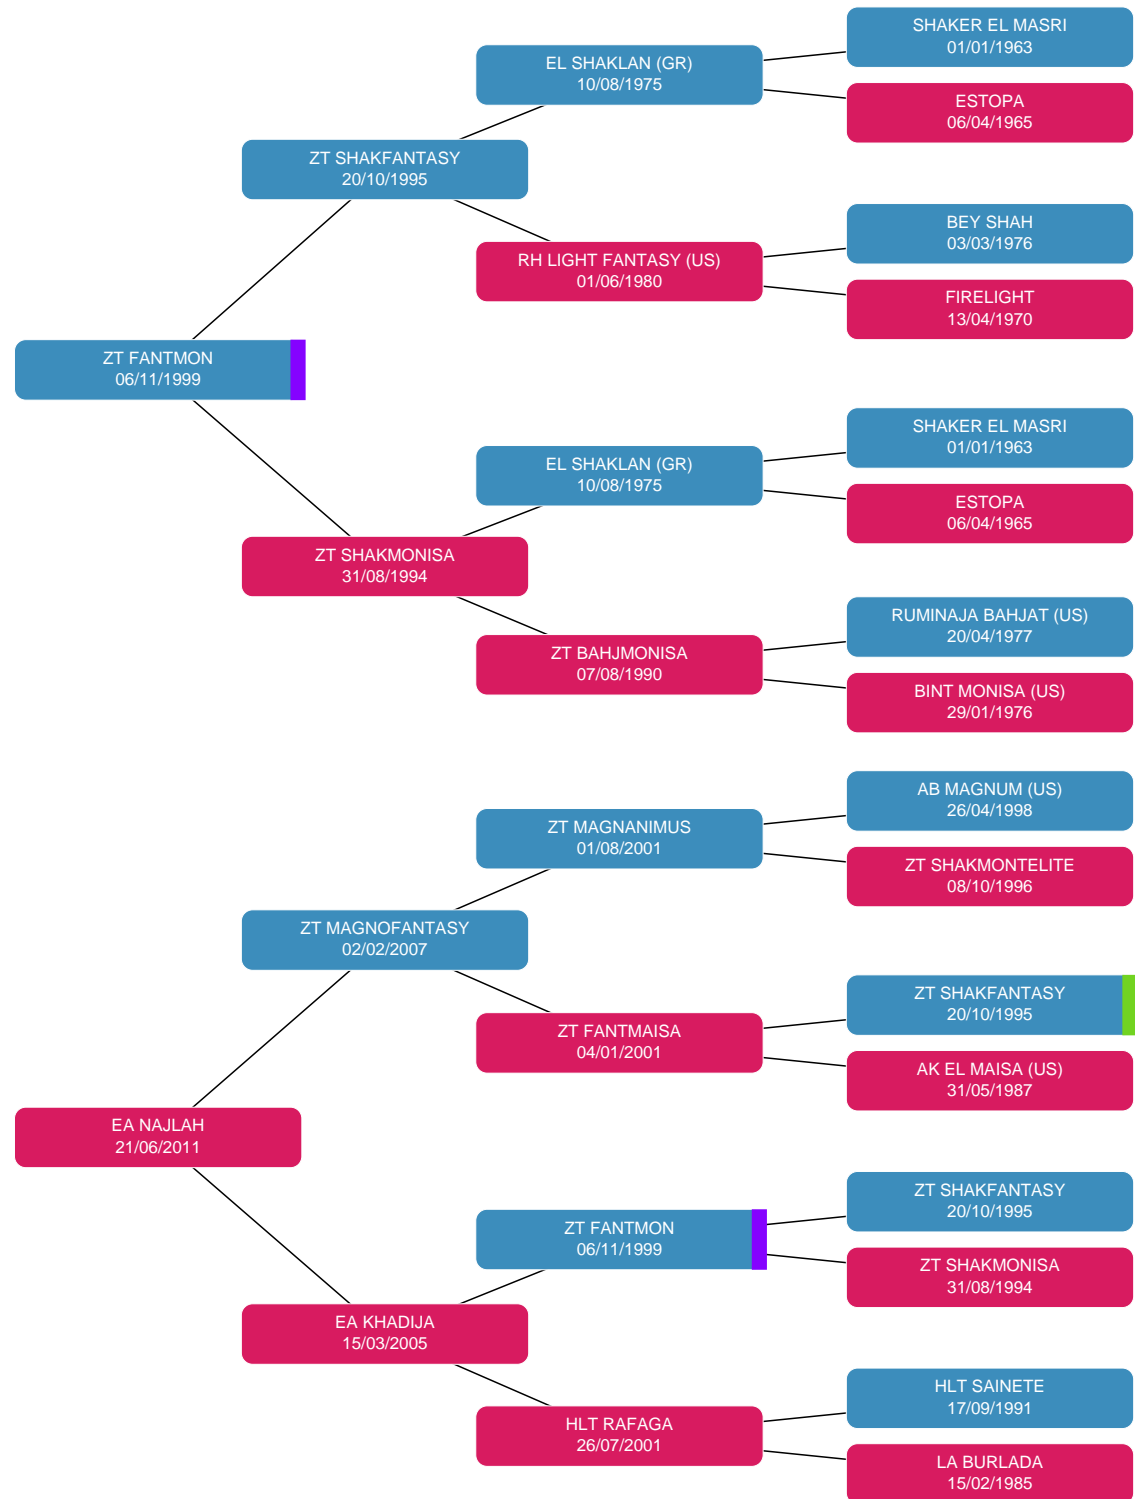 SHAKER EL MASRI
01/01/1963
EL SHAKLAN (GR)
10/08/1975
ESTOPA
06/04/1965
ZT SHAKFANTASY
20/10/1995
BEY SHAH
03/03/1976
RH LIGHT FANTASY (US)
01/06/1980
FIRELIGHT
13/04/1970
ZT FANTMON
06/11/1999
SHAKER EL MASRI
01/01/1963
EL SHAKLAN (GR)
10/08/1975
ESTOPA
06/04/1965
ZT SHAKMONISA
31/08/1994
RUMINAJA BAHJAT (US)
20/04/1977
ZT BAHJMONISA
07/08/1990
BINT MONISA (US)
29/01/1976
AB MAGNUM (US)
26/04/1998
ZT MAGNANIMUS
01/08/2001
ZT SHAKMONTELITE
08/10/1996
ZT MAGNOFANTASY
02/02/2007
ZT SHAKFANTASY
20/10/1995
ZT FANTMAISA
04/01/2001
AK EL MAISA (US)
31/05/1987
EA NAJLAH
21/06/2011
ZT SHAKFANTASY
20/10/1995
ZT FANTMON
06/11/1999
ZT SHAKMONISA
31/08/1994
EA KHADIJA
15/03/2005
HLT SAINETE
17/09/1991
HLT RAFAGA
26/07/2001
LA BURLADA
15/02/1985